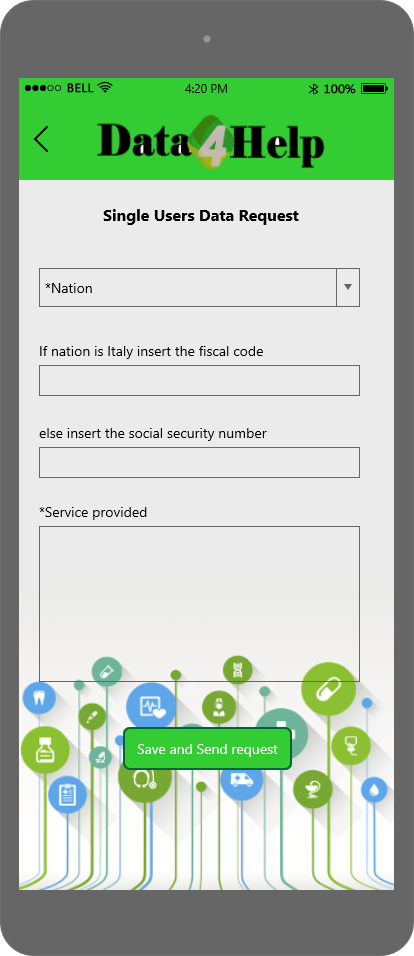 BELL 4:20 PM 100%
Data4Help
Single Users Data Request
*Nation
If nation is Italy insert the fiscal code
else insert the social security number
*Service provided
Save and Send request